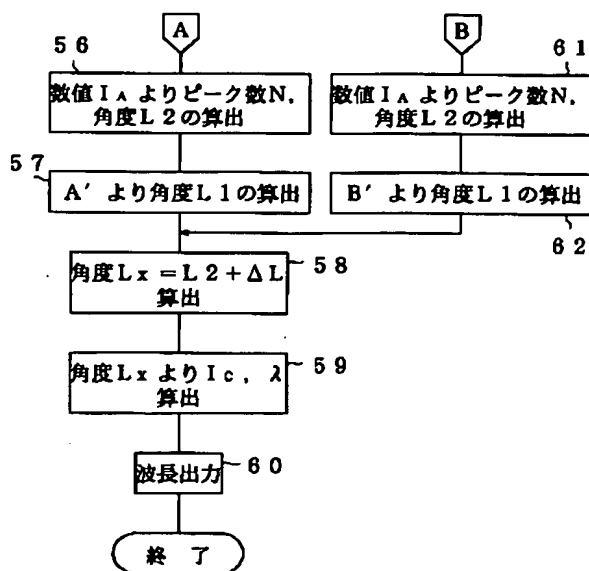 A
56
数値IAよりピーク数N,
角度L2の算出
57
A′より角度L1の算出
B
61
数値IAよりピーク数N,
角度L2の算出
B′より角度L1の算出
62
角度Lx=L2+ΔL
算出
58
角度LxよりIc,λ
算出
59
波長出力
60
終了